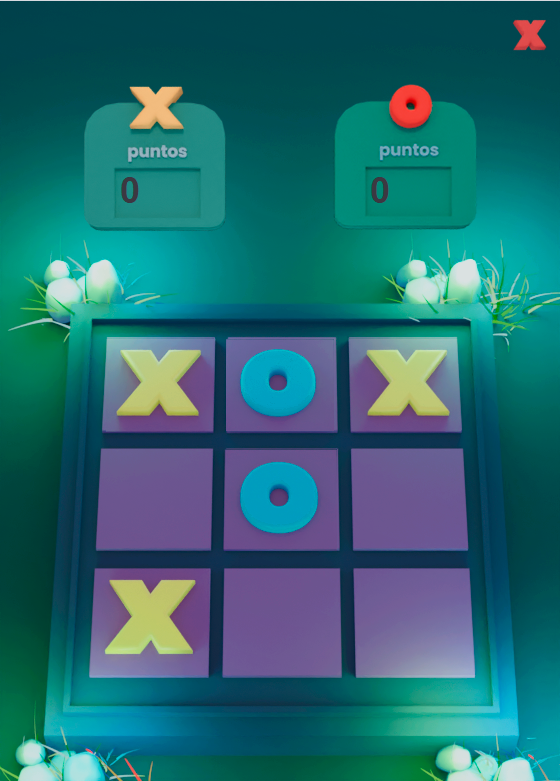 X
X O
puntos puntos
0 0
X O X
O
X